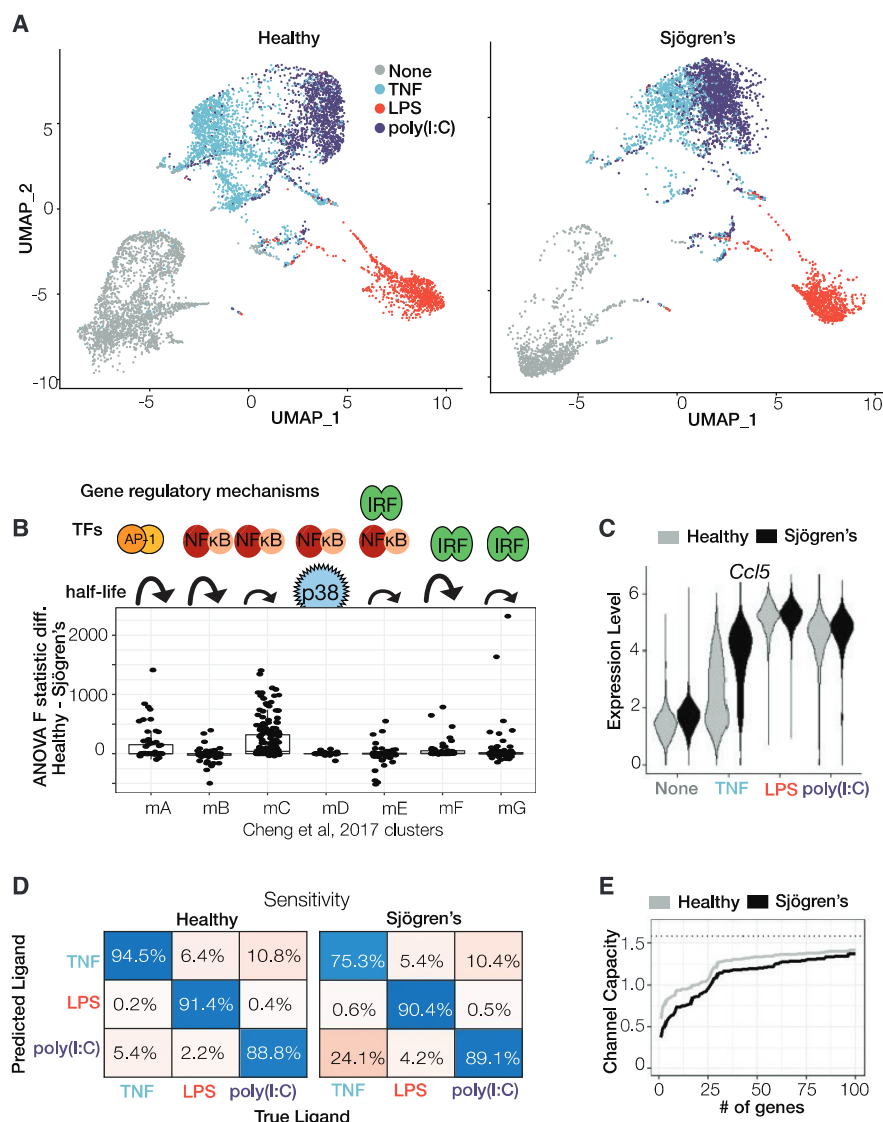 A
Healthy
Sjögren's
None
TNF
LPS
poly(I:C)
UMAP_2
5
0
-5
-10
-5 0 5 10
UMAP_1
-5 0 5 10
UMAP_1
Gene regulatory mechanisms
B
TFs
AP-1
NFκB
NFκB
NFκB
IRF
NFκB
IRF
IRF
half-life
p38
ANOVA F statistic diff.
Healthy - Sjögren's
2000
1000
0
mA mB mC mD mE mF mG
Cheng et al, 2017 clusters
C
Healthy Sjögren's
Ccl5
Expression Level
6
4
2
0
None TNF LPS poly(I:C)
D
Sensitivity
Healthy Sjögren's
Predicted Ligand
TNF 94.5% 6.4% 10.8% 75.3% 5.4% 10.4%
LPS 0.2% 91.4% 0.4% 0.6% 90.4% 0.5%
poly(I:C) 5.4% 2.2% 88.8% 24.1% 4.2% 89.1%
TNF LPS poly(I:C) TNF LPS poly(I:C)
True Ligand
E
Healthy Sjögren's
Channel Capacity
1.5
1.0
0.5
0
0 25 50 75 100
# of genes